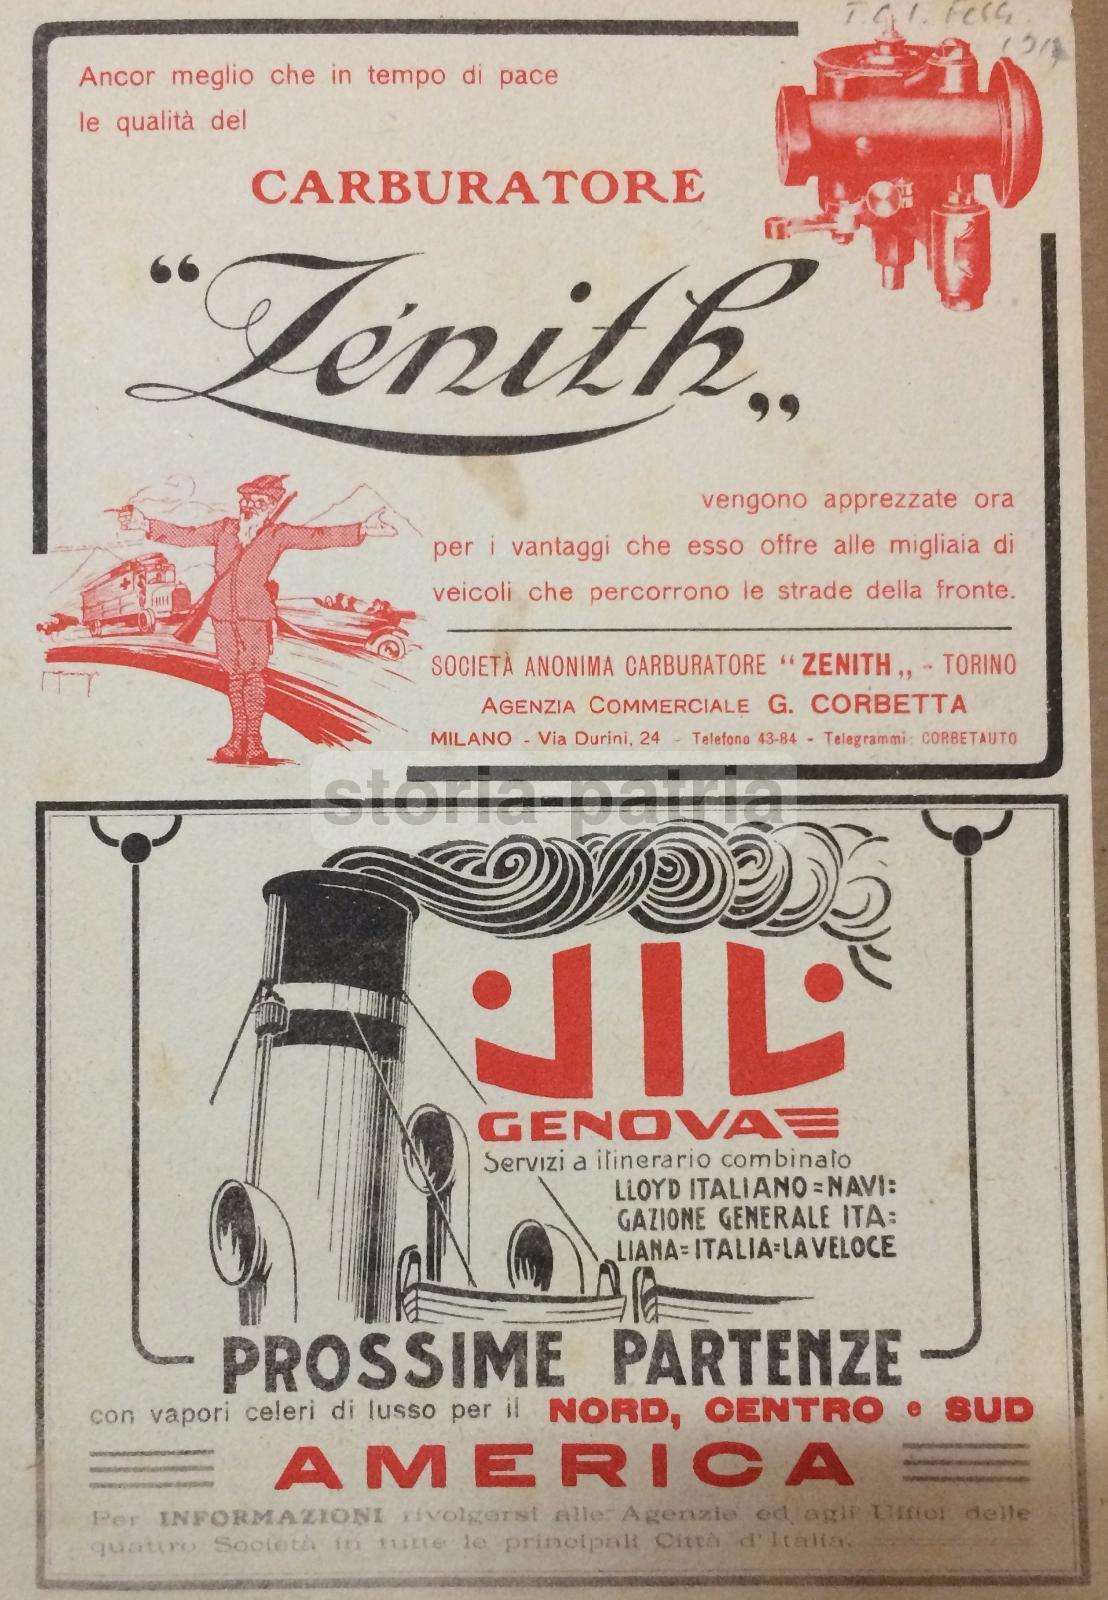 T.C.I. Febb.
Ancor meglio che in tempo di pace
le qualità del
CARBURATORE
“Zénith„
vengono apprezzate ora
per i vantaggi che esso offre alle migliaia di
veicoli che percorrono le strade della fronte.
SOCIETÀ ANONIMA CARBURATORE “ZENITH„ - TORINO
AGENZIA COMMERCIALE G. CORBETTA
MILANO - Via Durini, 24 - Telefono 43-84 - Telegrammi: CORBETAUTO
storia patria
GENOVA
Servizi a itinerario combinato
LLOYD ITALIANO=NAVI=
GAZIONE GENERALE ITA=
LIANA=ITALIA=LA VELOCE
PROSSIME PARTENZE
con vapori celeri di lusso per il NORD, CENTRO e SUD
AMERICA
Per INFORMAZIONI rivolgersi alle Agenzie ed agli Uffici delle
quattro Società in tutte le principali Città d'Italia.